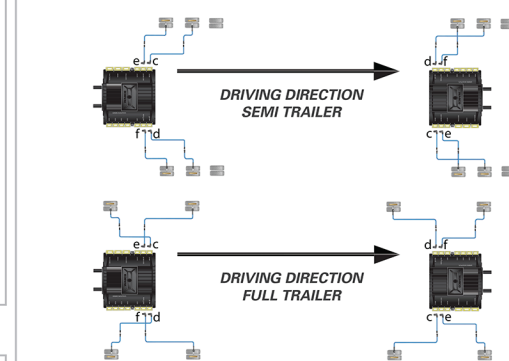 e c
d f
DRIVING DIRECTION
SEMI TRAILER
f d
c e
e c
d f
DRIVING DIRECTION
FULL TRAILER
f d
c e